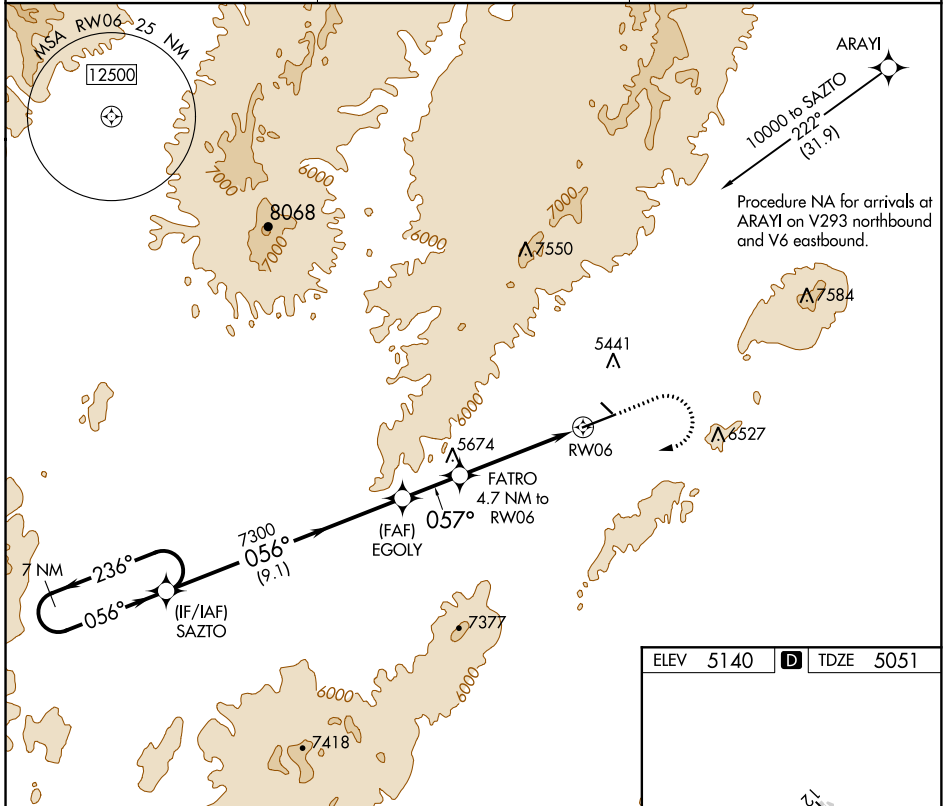 MSA RW06 25 NM
12500
ARAYI
10000 to SAZTO
222°
(31.9)
Procedure NA for arrivals at
ARAYI on V293 northbound
and V6 eastbound.
7000
6000
8068
7000
6000
7000
7550
7584
5441
6000
5674
RW06
6527
FATRO
4.7 NM to
RW06
057°
(FAF)
EGOLY
7300
056°
(9.1)
7 NM
236°
056°
(IF/IAF)
SAZTO
7377
6000
6000
7418
ELEV 5140 D TDZE 5051
12